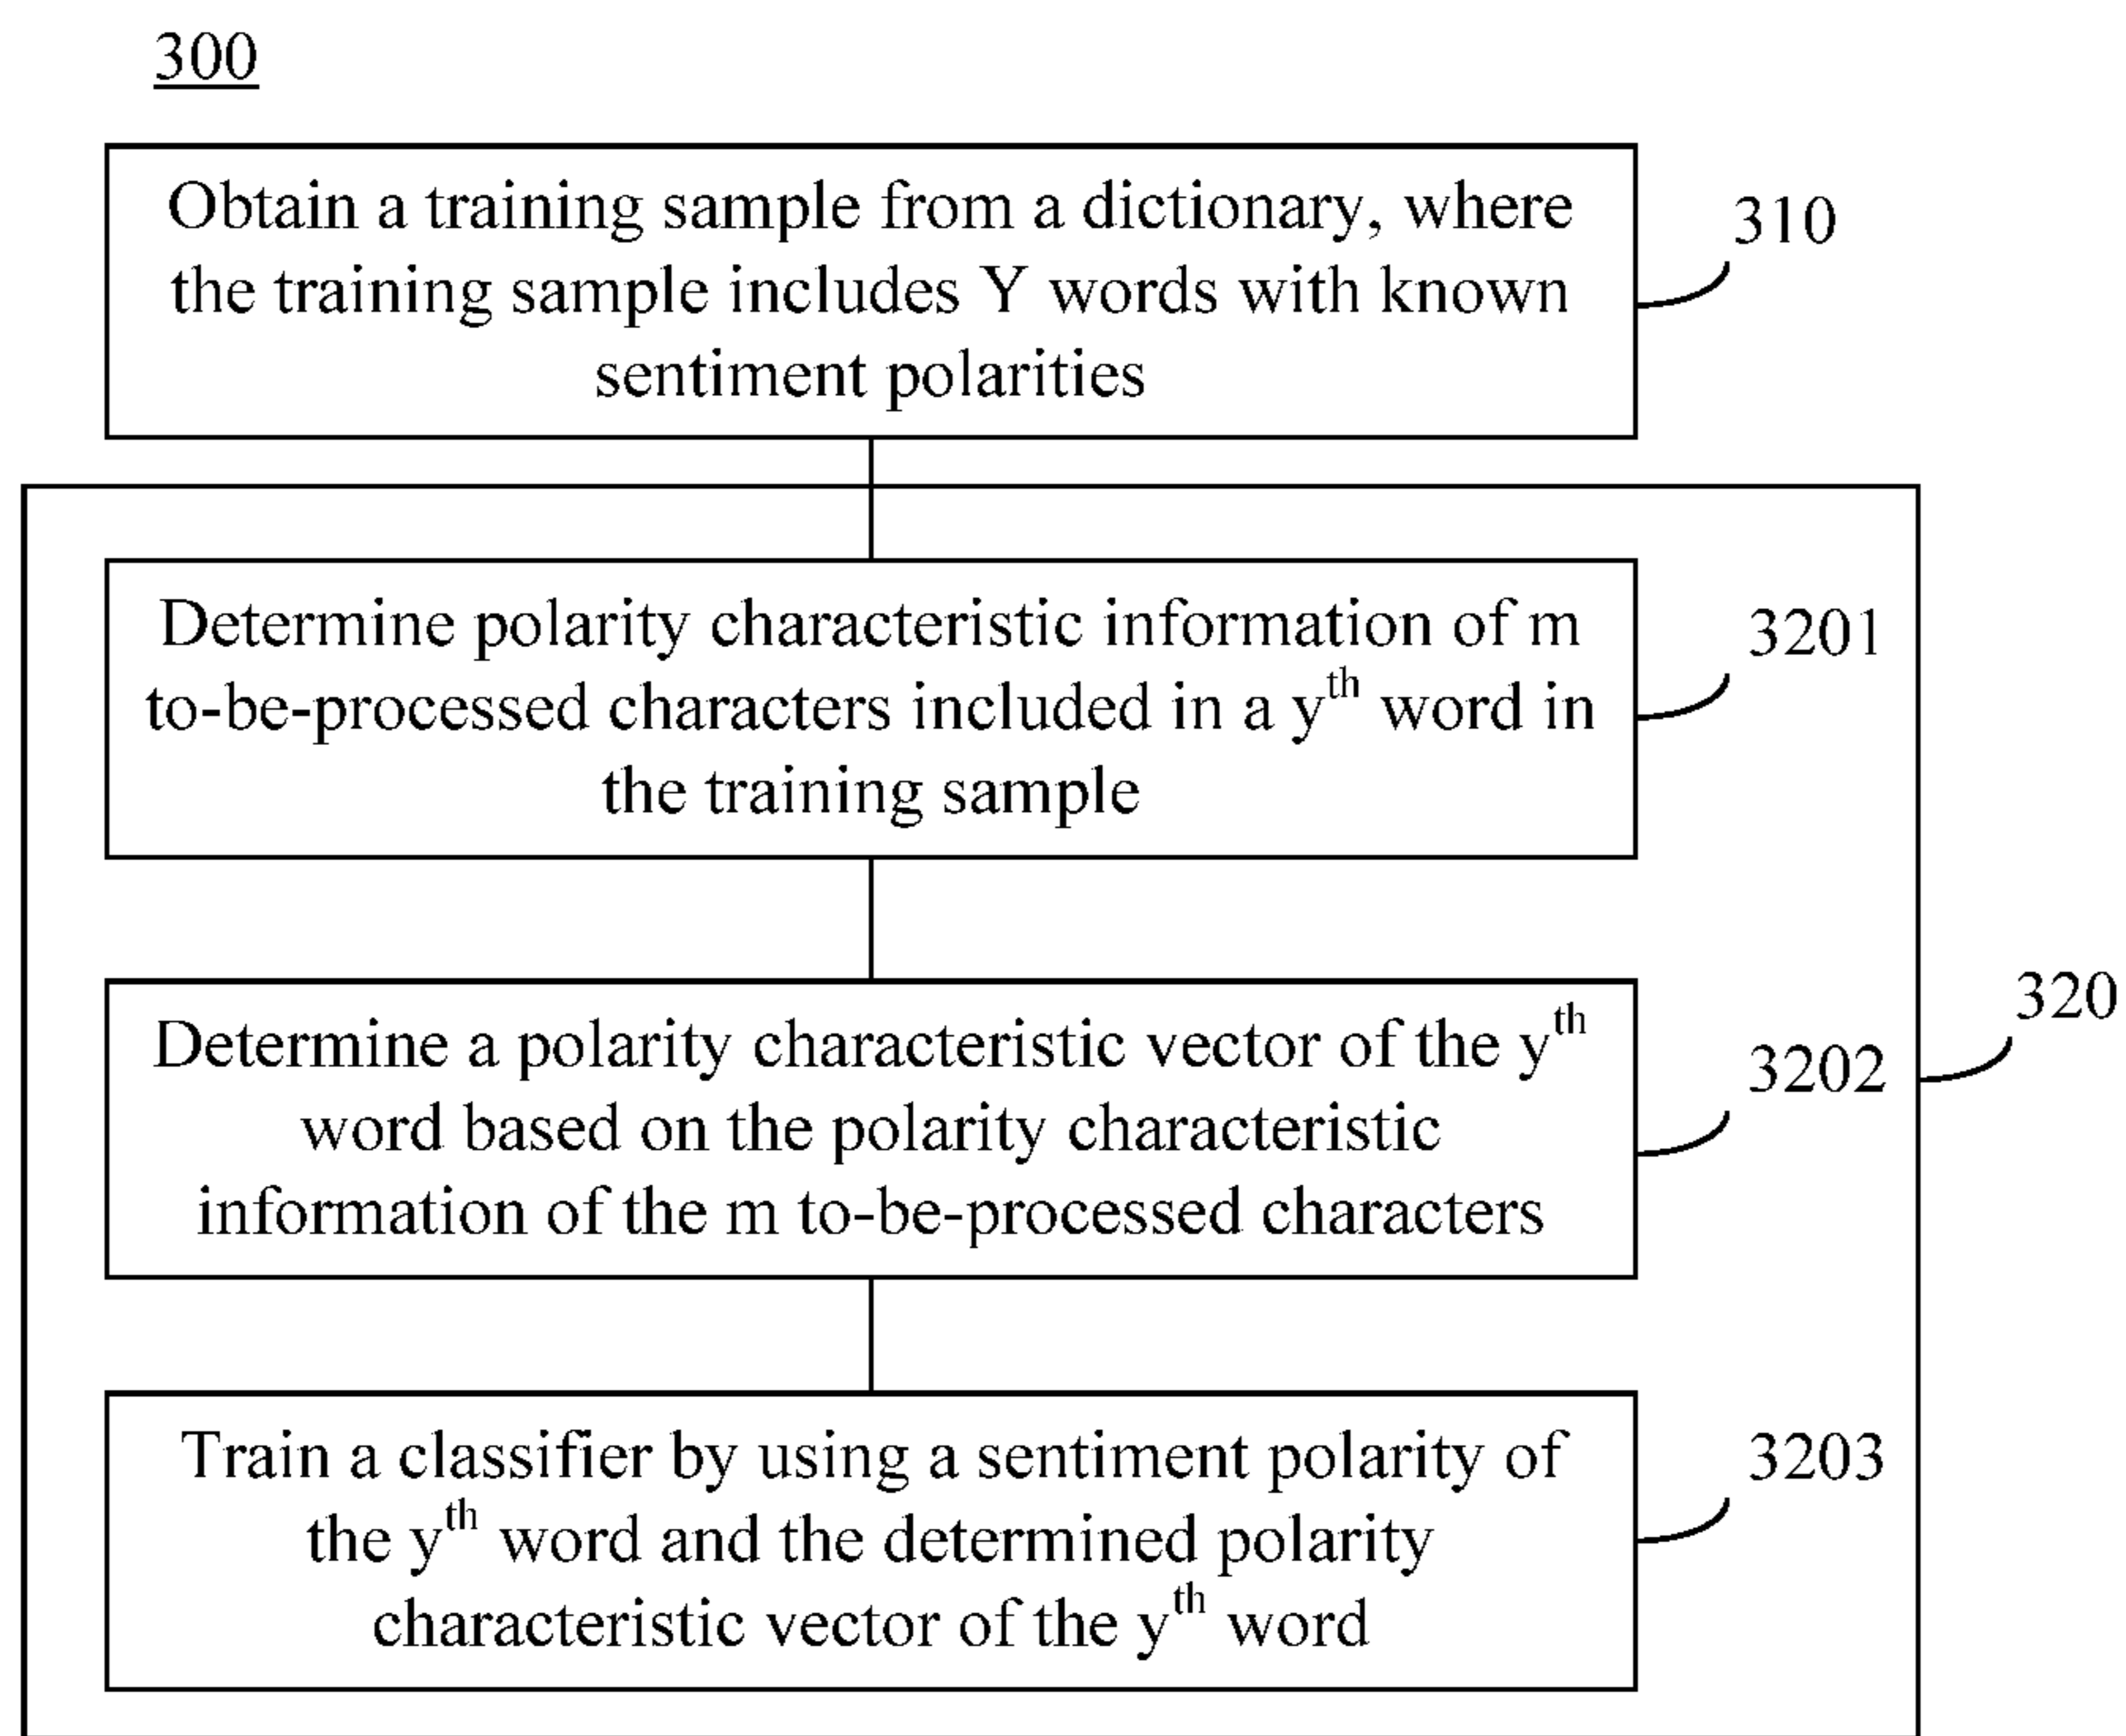 300
Obtain a training sample from a dictionary, where
the training sample includes Y words with known
sentiment polarities
310
Determine polarity characteristic information of m
to-be-processed characters included in a yth word in
the training sample
3201
Determine a polarity characteristic vector of the yth
word based on the polarity characteristic
information of the m to-be-processed characters
3202
320
Train a classifier by using a sentiment polarity of
the yth word and the determined polarity
characteristic vector of the yth word
3203